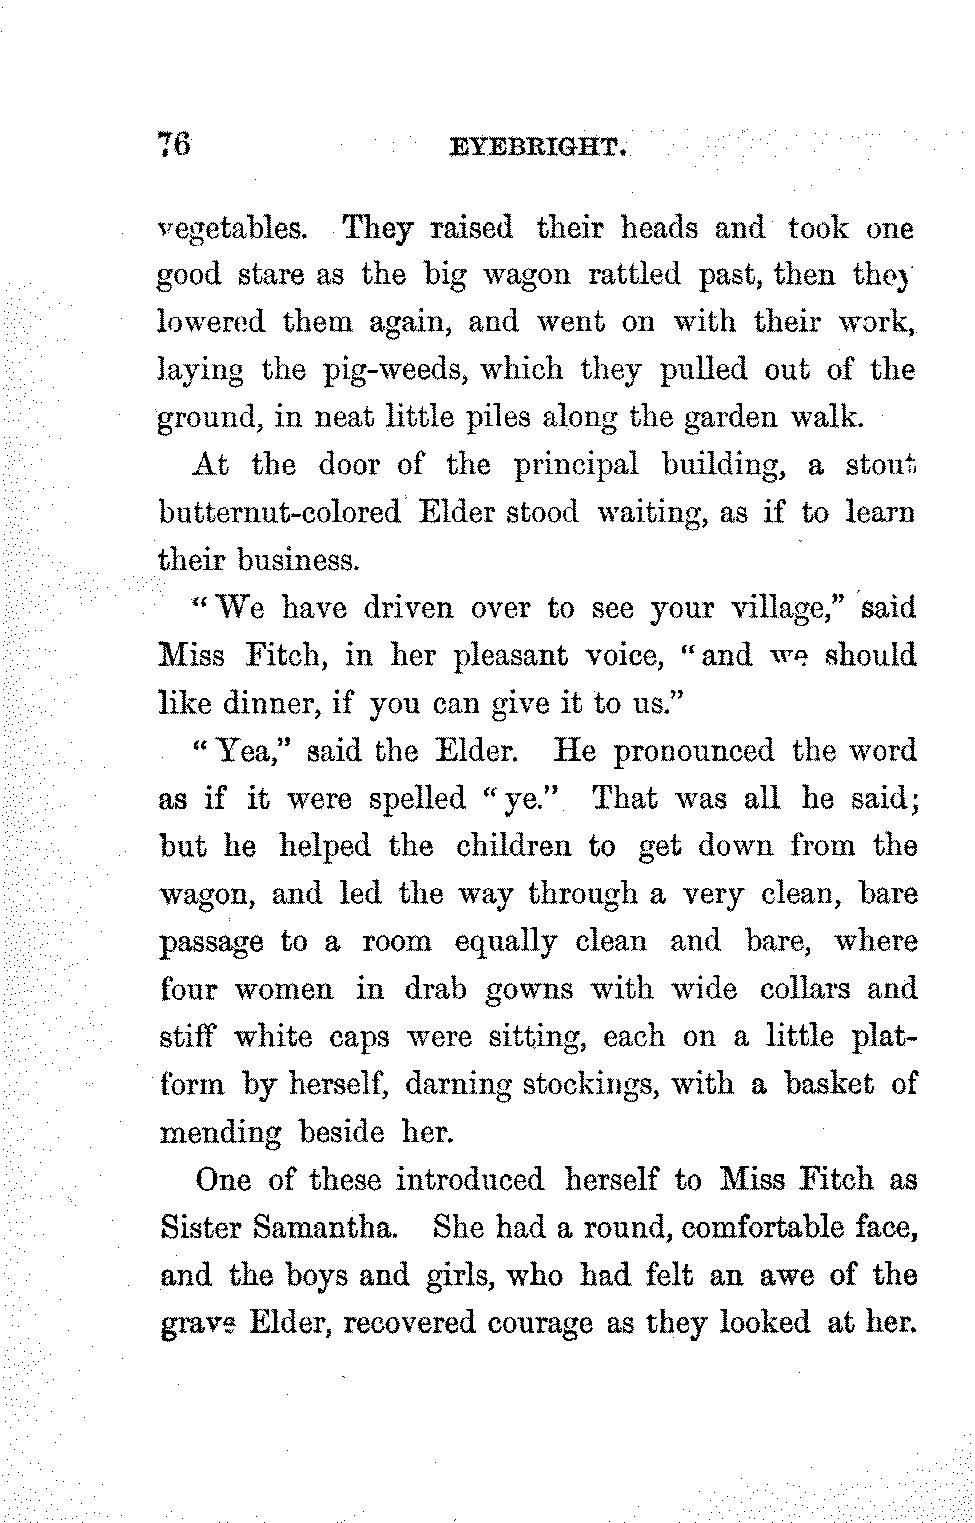 76 EYEBRIGHT.
vegetables. They raised their heads and took one
good stare as the big wagon rattled past, then they
lowered them again, and went on with their work,
laying the pig-weeds, which they pulled out of the
ground, in neat little piles along the garden walk.
At the door of the principal building, a stout
butternut-colored Elder stood waiting, as if to learn
their business.
“We have driven over to see your village,” said
Miss Fitch, in her pleasant voice, “and we should
like dinner, if you can give it to us.”
“Yea,” said the Elder. He pronounced the word
as if it were spelled “ye.” That was all he said;
but he helped the children to get down from the
wagon, and led the way through a very clean, bare
passage to a room equally clean and bare, where
four women in drab gowns with wide collars and
stiff white caps were sitting, each on a little plat-
form by herself, darning stockings, with a basket of
mending beside her.
One of these introduced herself to Miss Fitch as
Sister Samantha. She had a round, comfortable face,
and the boys and girls, who had felt an awe of the
grave Elder, recovered courage as they looked at her.